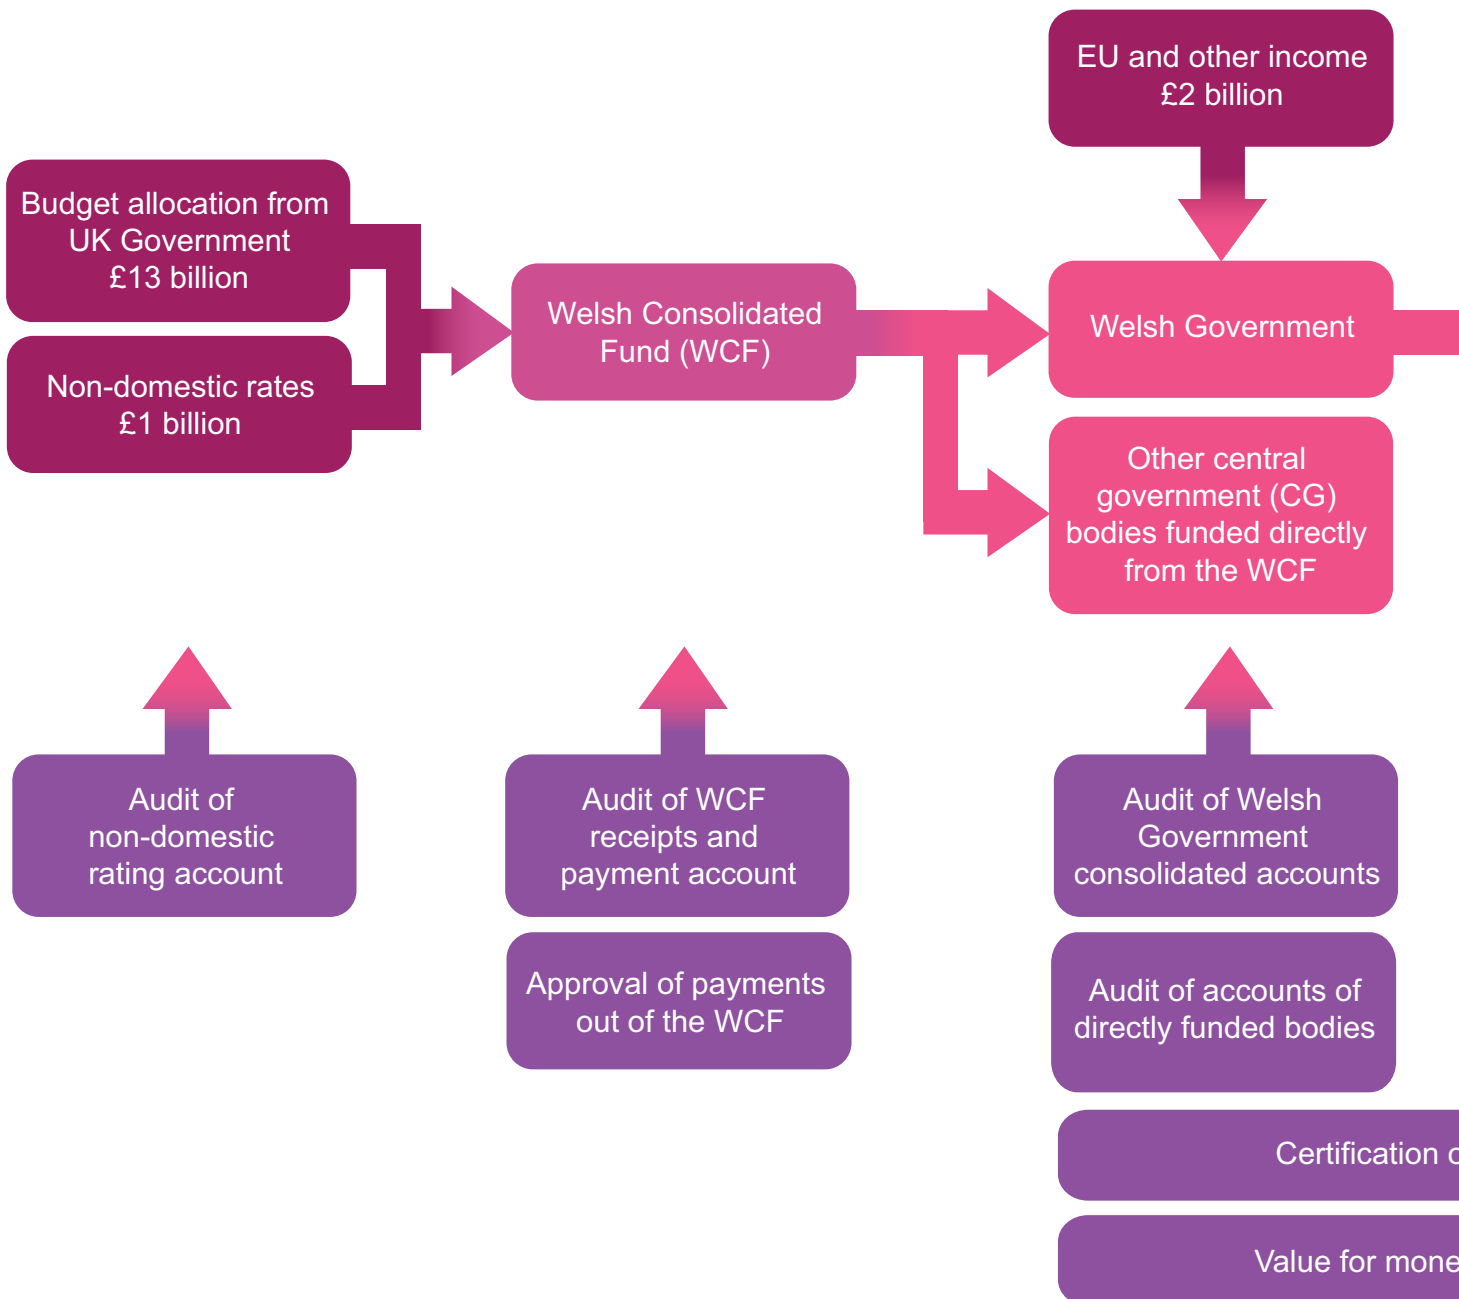 EU and other income
£2 billion
Budget allocation from
UK Government
£13 billion
Non-domestic rates
£1 billion
Welsh Consolidated
Fund (WCF)
Welsh Government
Other central
government (CG)
bodies funded directly
from the WCF
Audit of
non-domestic
rating account
Audit of WCF
receipts and
payment account
Approval of payments
out of the WCF
Audit of Welsh
Government
consolidated accounts
Audit of accounts of
directly funded bodies
Certification
Value for